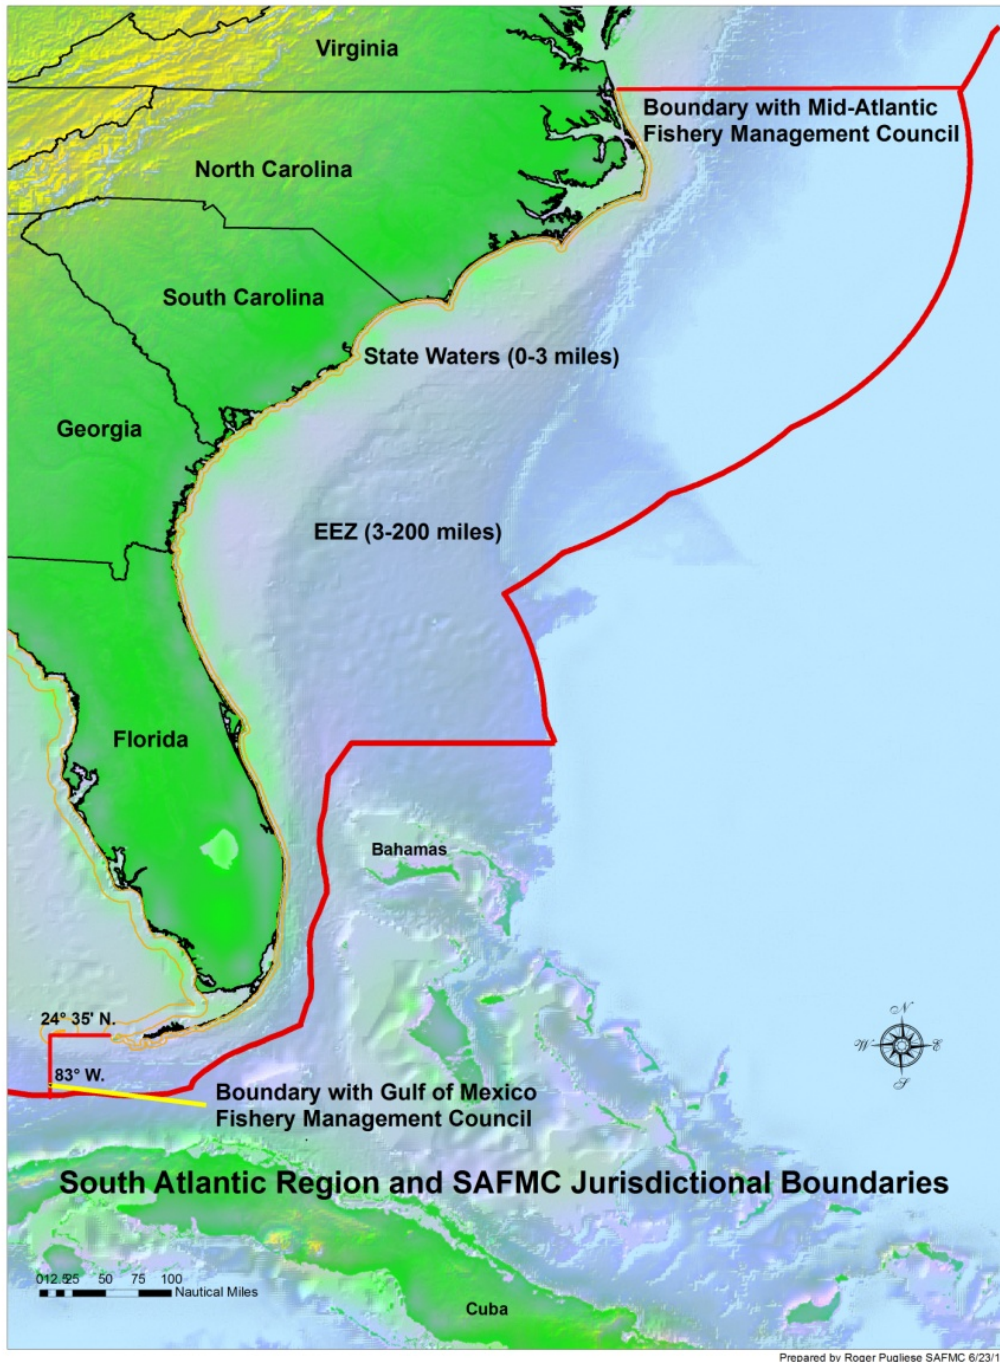 Virginia
Boundary with Mid-Atlantic
Fishery Management Council
North Carolina
South Carolina
State Waters (0-3 miles)
Georgia
EEZ (3-200 miles)
Florida
Bahamas
24° 35' N.
83° W.
N
W E
S
Boundary with Gulf of Mexico
Fishery Management Council
South Atlantic Region and SAFMC Jurisdictional Boundaries
0 12.5 25 50 75 100
Nautical Miles
Cuba
Prepared by Roger Pugliese SAFMC 6/23/1